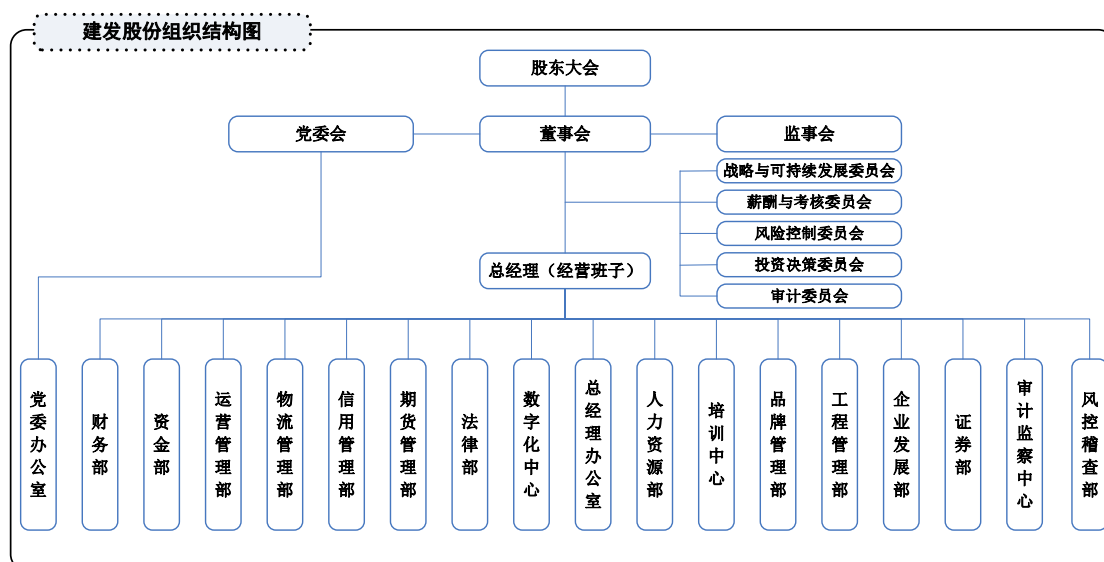 建发股份组织结构图
股东大会
党委会
董事会
监事会
战略与可持续发展委员会
薪酬与考核委员会
风险控制委员会
总经理（经营班子）
投资决策委员会
审计委员会
党委办公室
财务部
资金部
运营管理部
物流管理部
信用管理部
期货管理部
法律部
数字化中心
总经理办公室
人力资源部
培训中心
品牌管理部
工程管理部
企业发展部
证券部
审计监察中心
风控稽查部